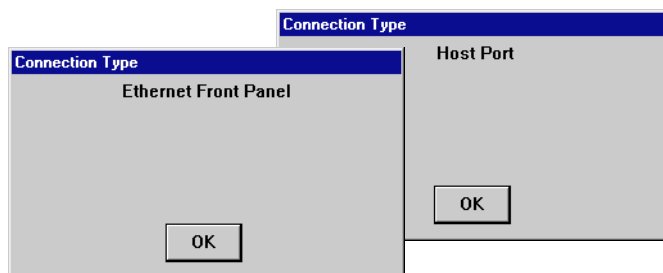 Connection Type
Host Port
OK
Connection Type
Ethernet Front Panel
OK